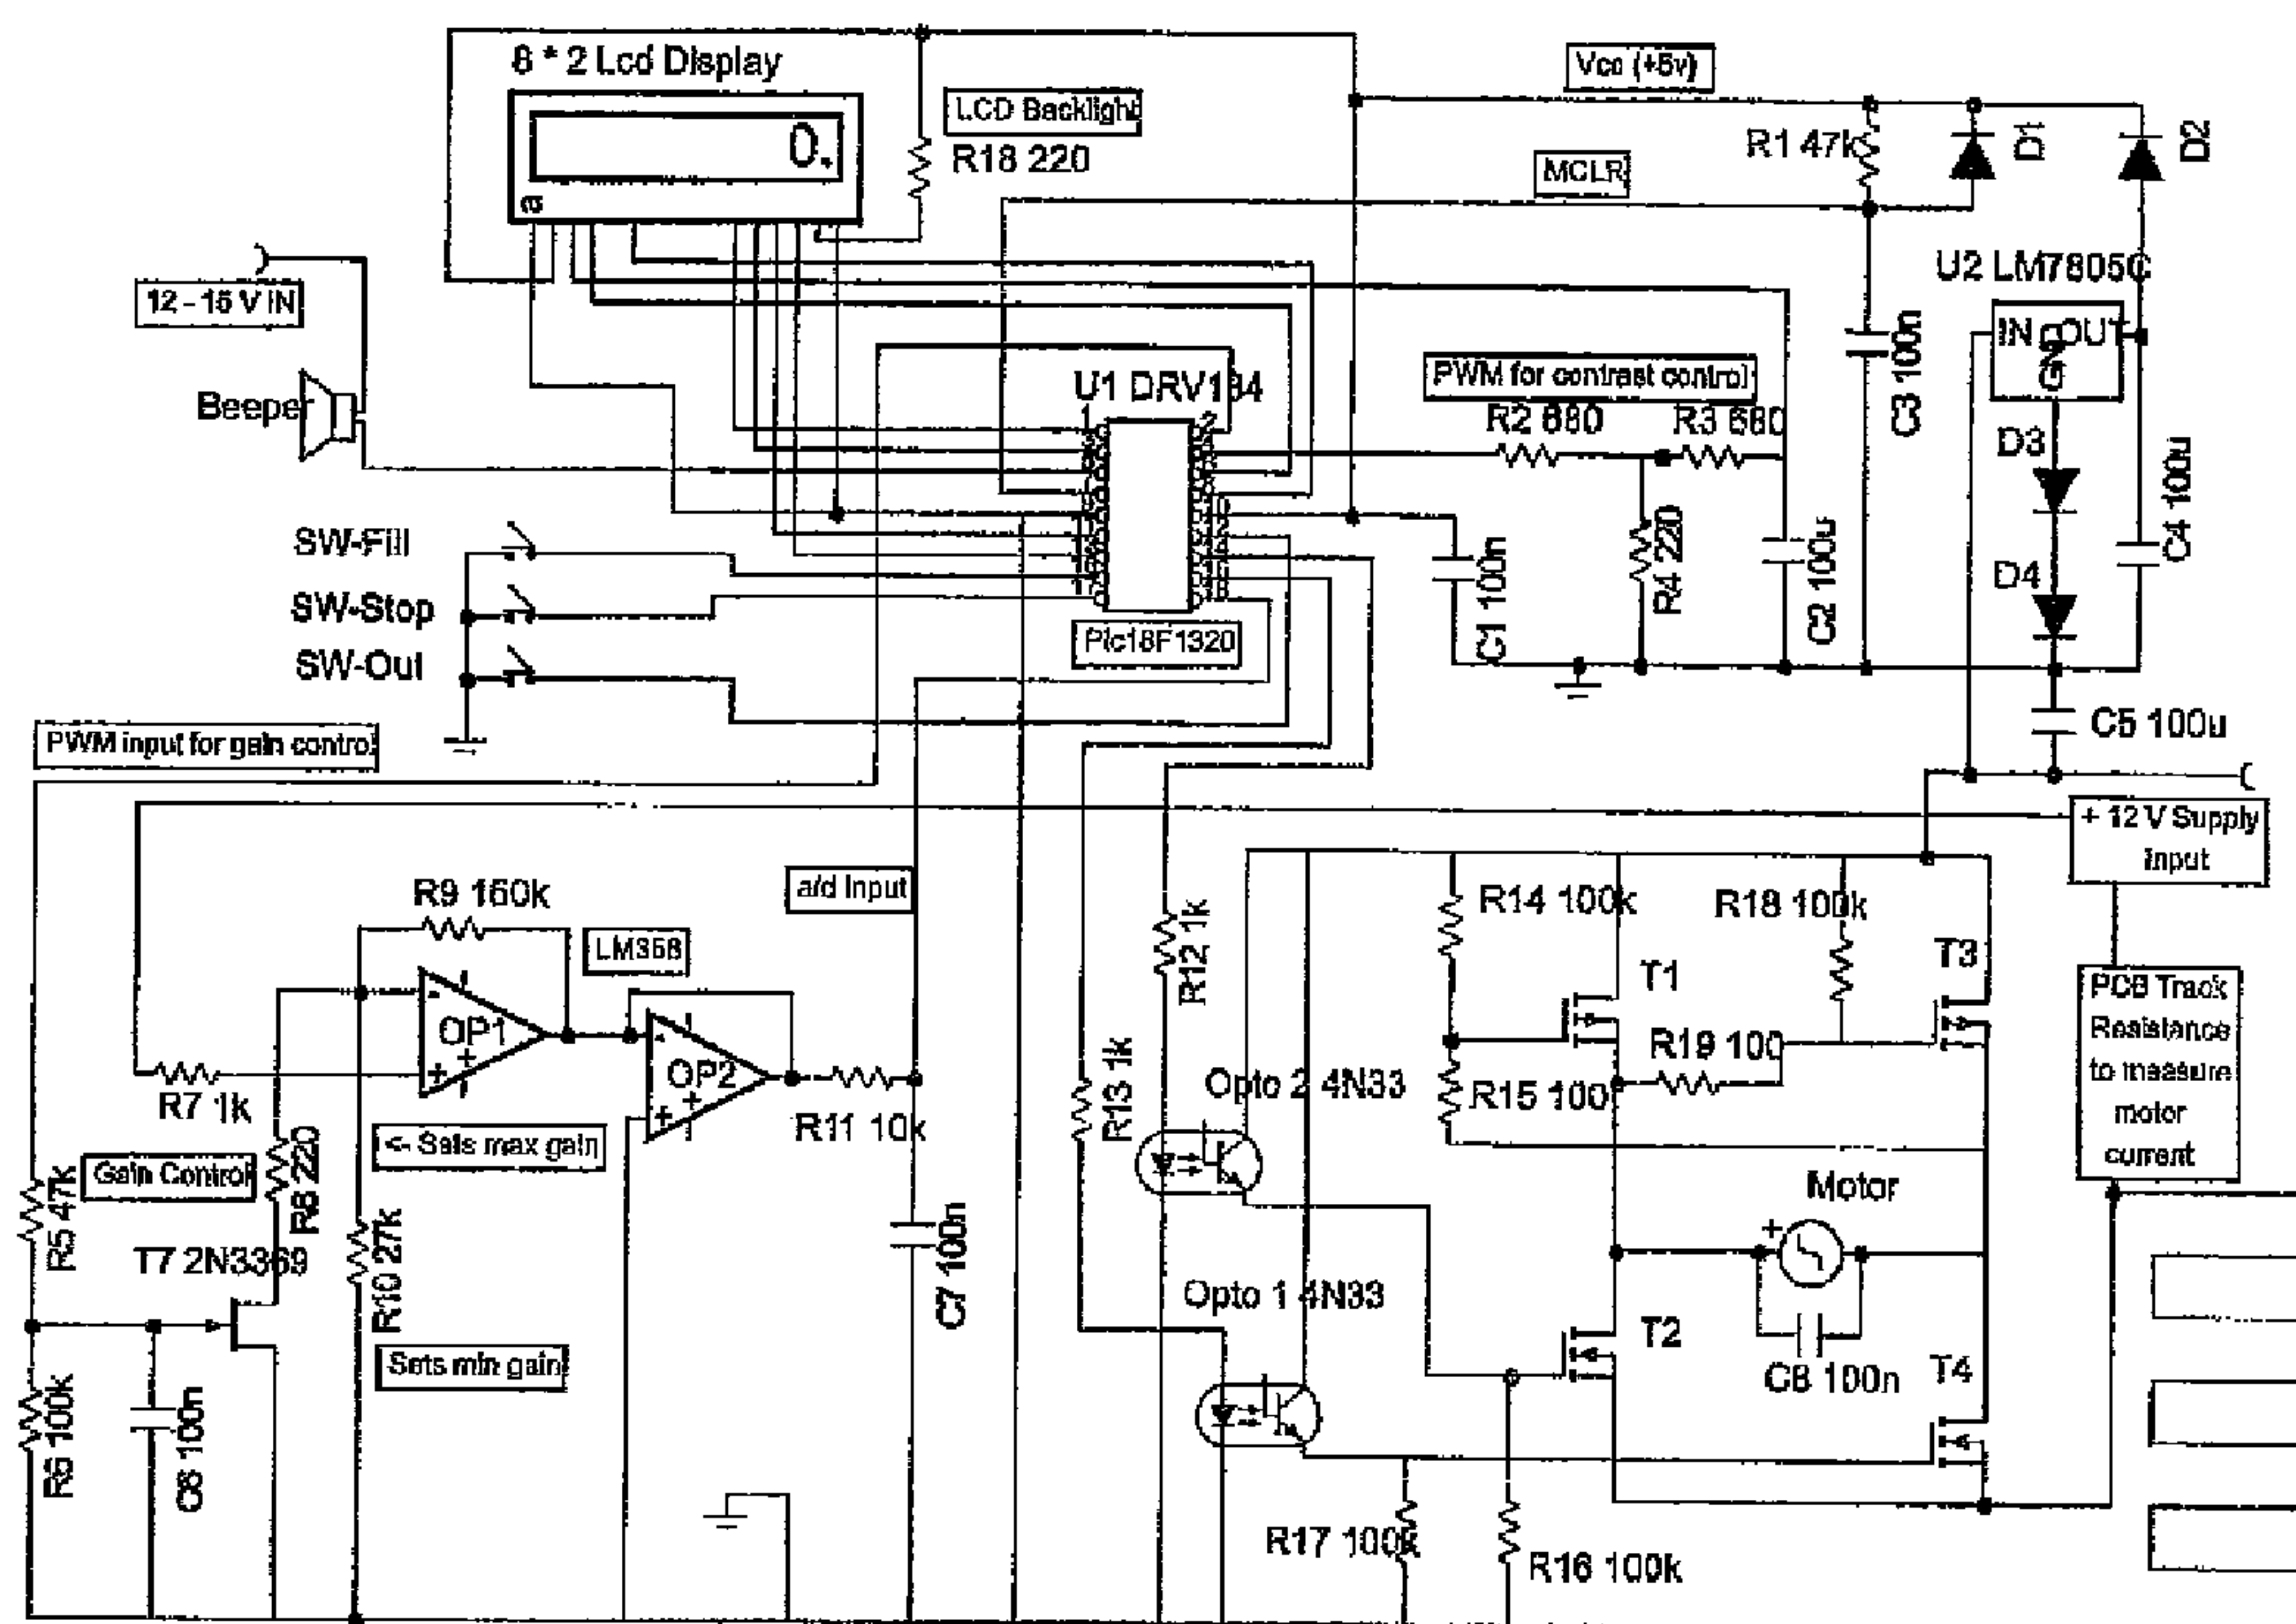 8 * 2 Lcd Display
0.
LCD Backlight
R18 220
Vcc (+5v)
R1 47k
D1
D2
MCLR
12 - 15 V IN
Beeper
U1 DRV134
1
2
PWM for contrast control
R2 680
R3 680
C3 100n
U2 LM7805C
IN
OUT
GND
D3
D4
C4 100u
SW-Fill
SW-Stop
SW-Out
Pic18F1320
C1 100n
R4 220
C2 100u
C5 100u
PWM input for gain control
+ 12 V Supply
Input
a/d Input
R9 150k
LM358
OP1
OP2
R7 1k
R11 10k
<- Sets max gain
Gain Control
R8 220
R5 47k
T7 2N3369
R10 27k
Sets min gain
R6 100k
C6 100n
C7 100n
R12 1k
R13 1k
Opto 2 4N33
Opto 1 4N33
R14 100k
R18 100k
T1
T3
R19 100
R15 100
PCB Track
Resistance
to measure
motor
current
Motor
+
T2
C8 100n
T4
R17 100k
R16 100k